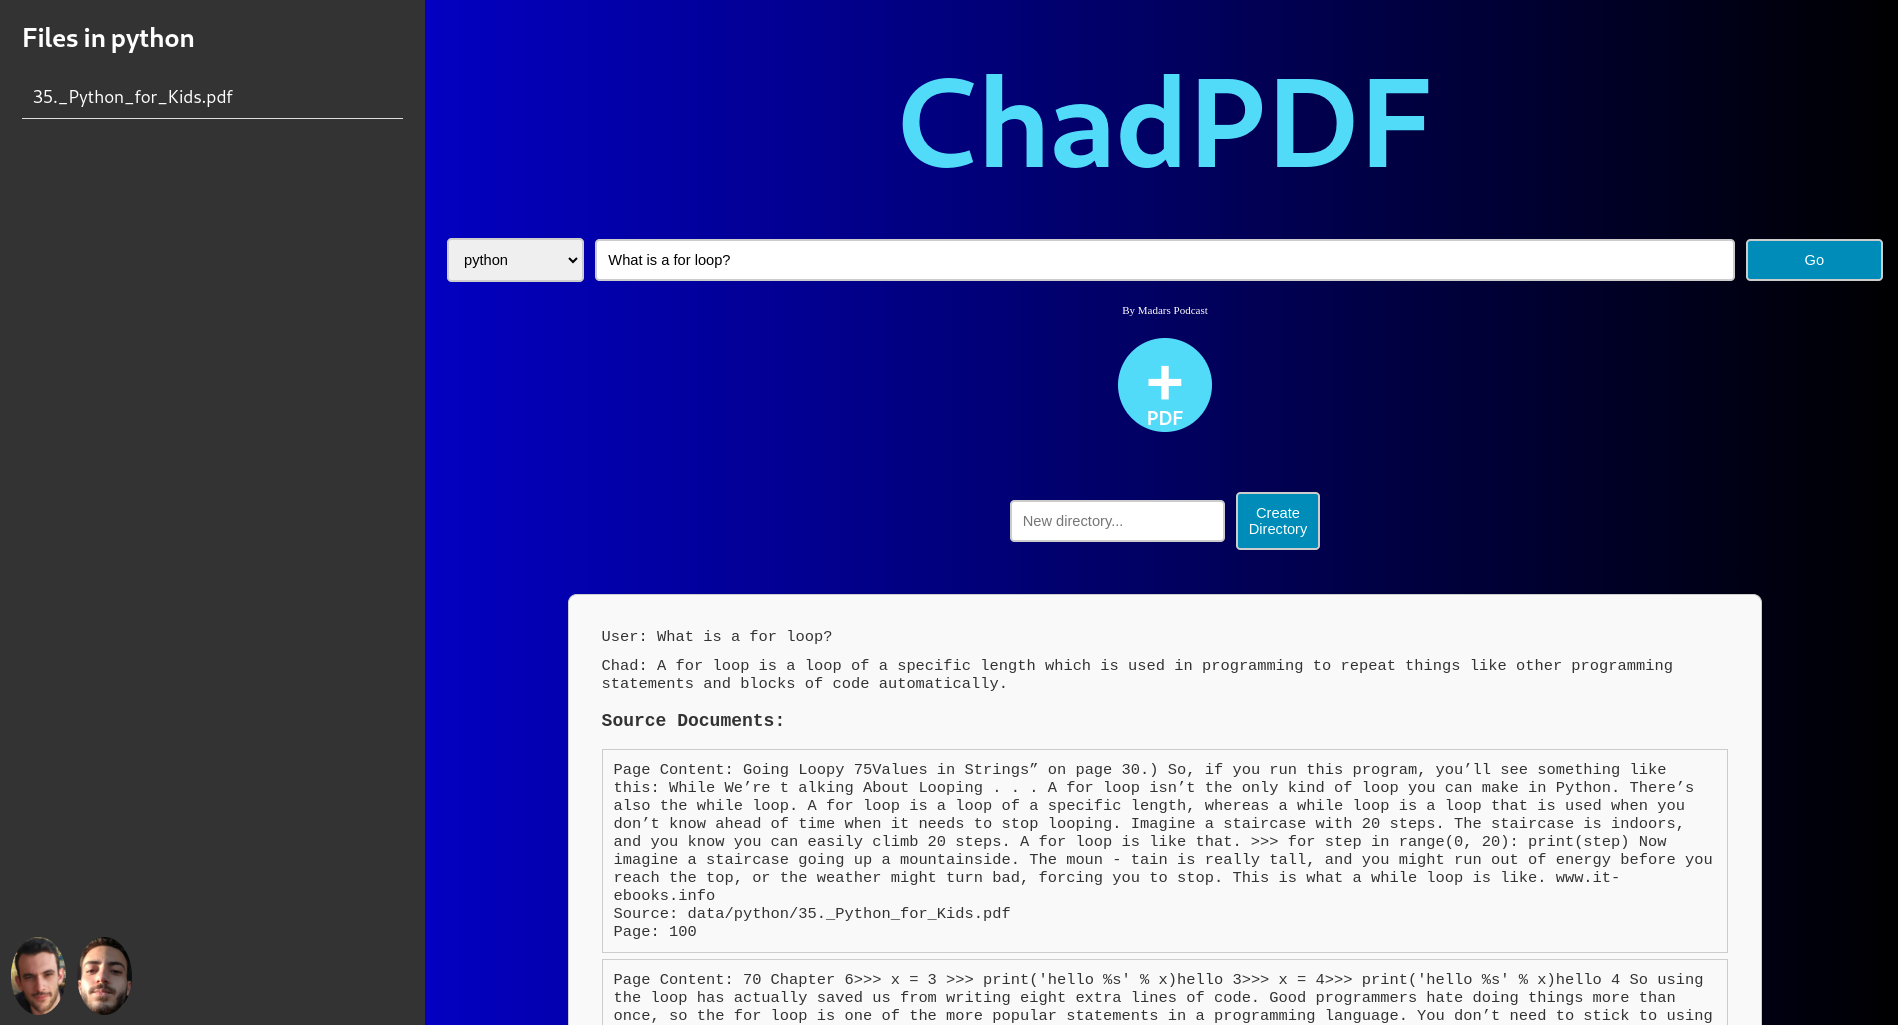 Files in python
35._Python_for_Kids.pdf
ChadPDF
python
What is a for loop?
Go
By Madars Podcast
+
PDF
New directory...
Create
Directory
User: What is a for loop?
Chad: A for loop is a loop of a specific length which is used in programming to repeat things like other programming
statements and blocks of code automatically.
Source Documents:
Page Content: Going Loopy 75Values in Strings” on page 30.) So, if you run this program, you’ll see something like
this: While We’re t alking About Looping . . . A for loop isn’t the only kind of loop you can make in Python. There’s
also the while loop. A for loop is a loop of a specific length, whereas a while loop is a loop that is used when you
don’t know ahead of time when it needs to stop looping. Imagine a staircase with 20 steps. The staircase is indoors,
and you know you can easily climb 20 steps. A for loop is like that. >>> for step in range(0, 20): print(step) Now
imagine a staircase going up a mountainside. The moun - tain is really tall, and you might run out of energy before you
reach the top, or the weather might turn bad, forcing you to stop. This is what a while loop is like. www.it-
ebooks.info
Source: data/python/35._Python_for_Kids.pdf
Page: 100
Page Content: 70 Chapter 6>>> x = 3 >>> print('hello %s' % x)hello 3>>> x = 4>>> print('hello %s' % x)hello 4 So using
the loop has actually saved us from writing eight extra lines of code. Good programmers hate doing things more than
once, so the for loop is one of the more popular statements in a programming language. You don’t need to stick to using